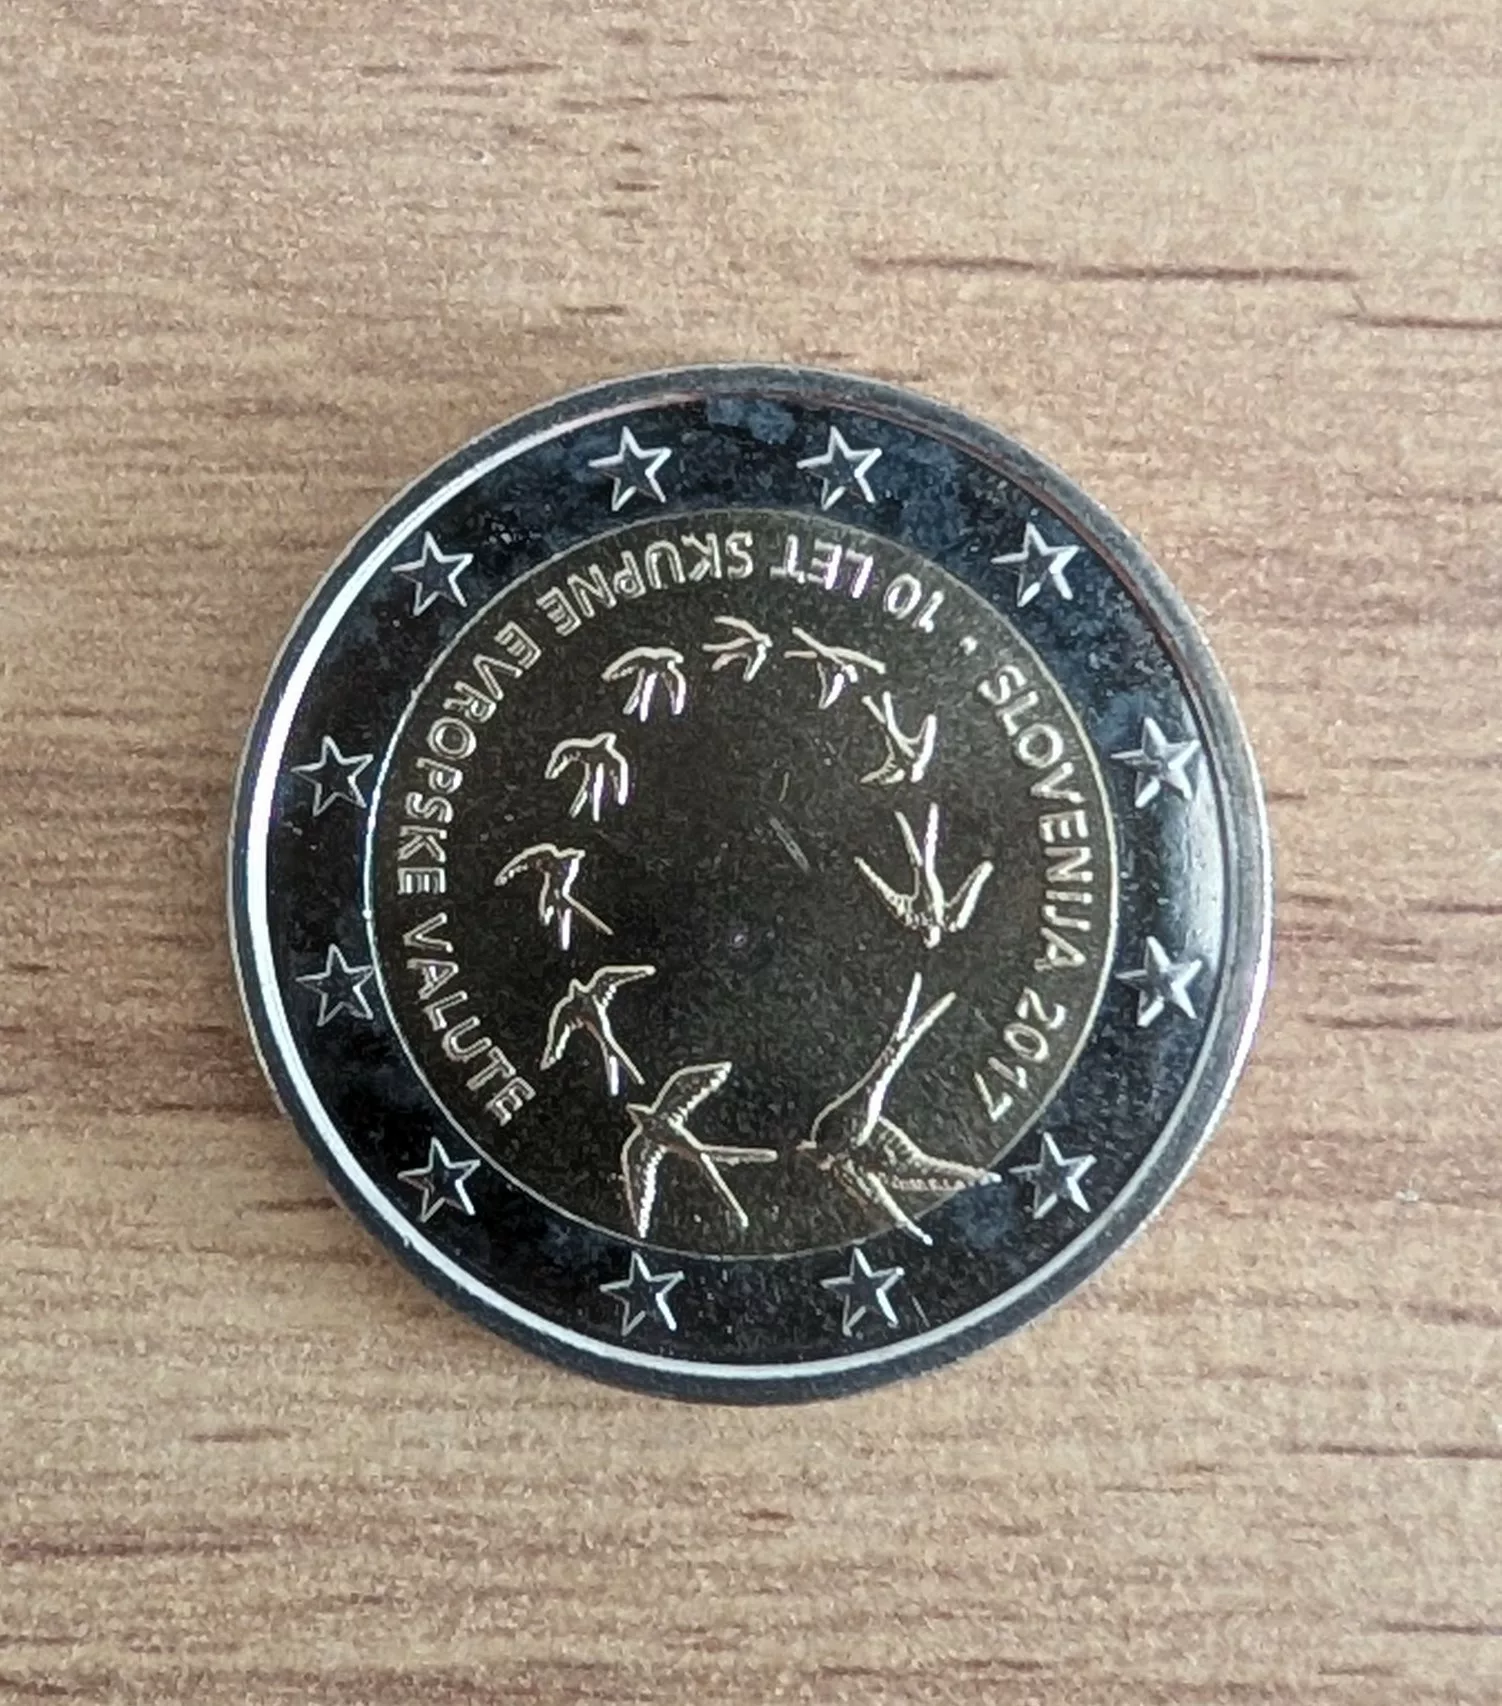 SLOVENIJA 2017 · 10 LET SKUPNE EVROPSKE VALUTE